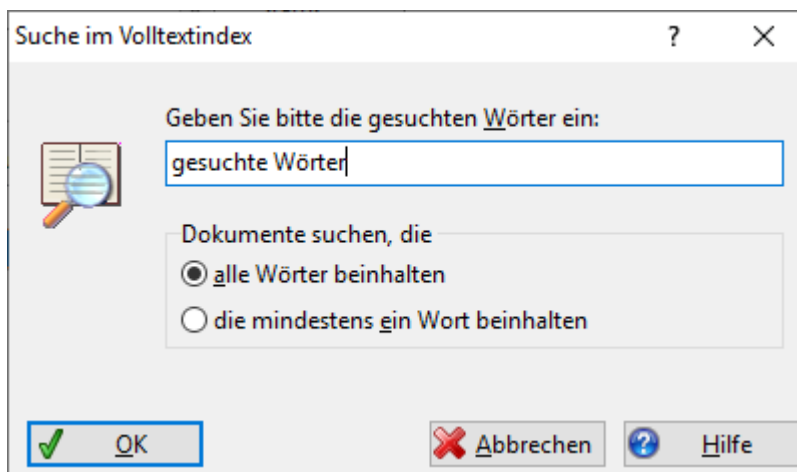 Suche im Volltextindex
?
Geben Sie bitte die gesuchten Wörter ein:
gesuchte Wörter
Dokumente suchen, die
alle Wörter beinhalten
die mindestens ein Wort beinhalten
OK
Abbrechen
?
Hilfe